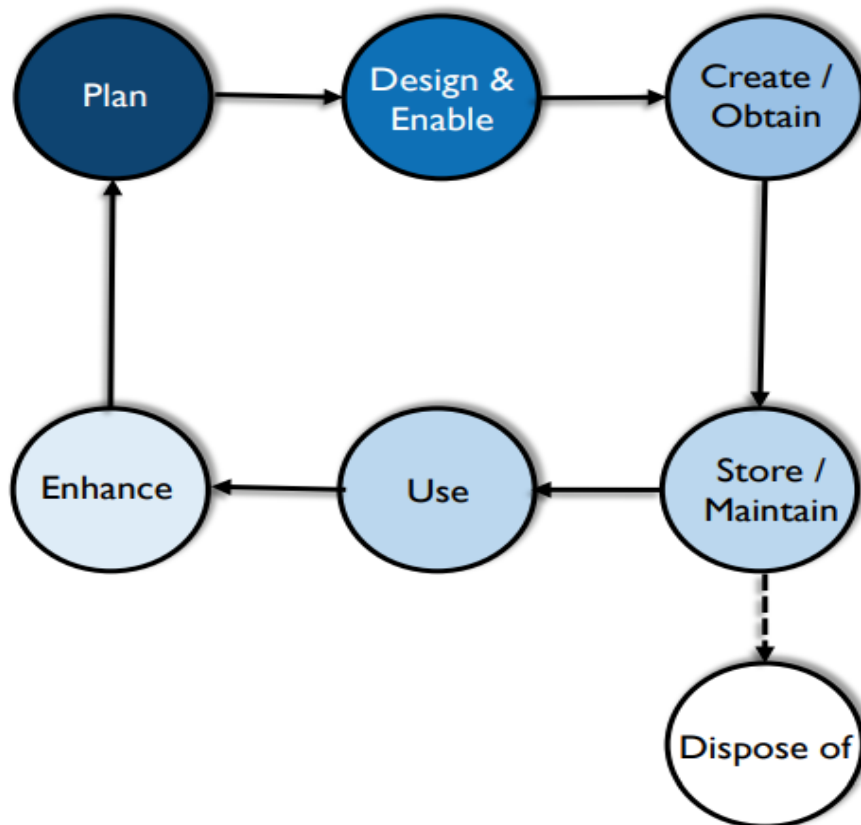 Plan
Design &
Enable
Create /
Obtain
Enhance
Use
Store /
Maintain
Dispose of